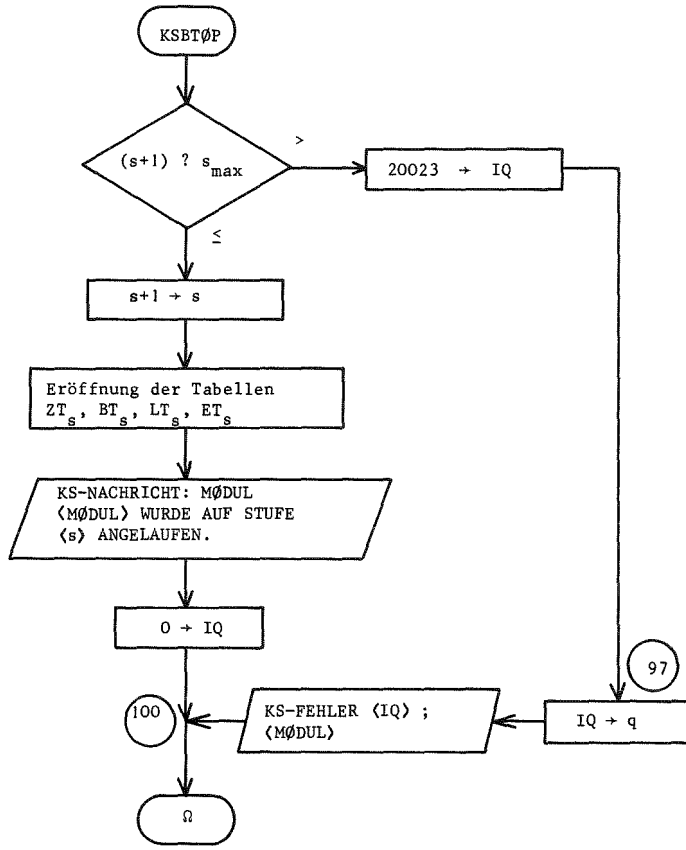 KSBTØP
(s+1) ? s_max
>
20023 → IQ
≤
s+1 → s
Eröffnung der Tabellen
ZT_s, BT_s, LT_s, ET_s
KS-NACHRICHT: MØDUL
⟨MØDUL⟩ WURDE AUF STUFE
⟨s⟩ ANGELAUFEN.
O → IQ
97
100
KS-FEHLER ⟨IQ⟩ ;
⟨MØDUL⟩
IQ → q
Ω